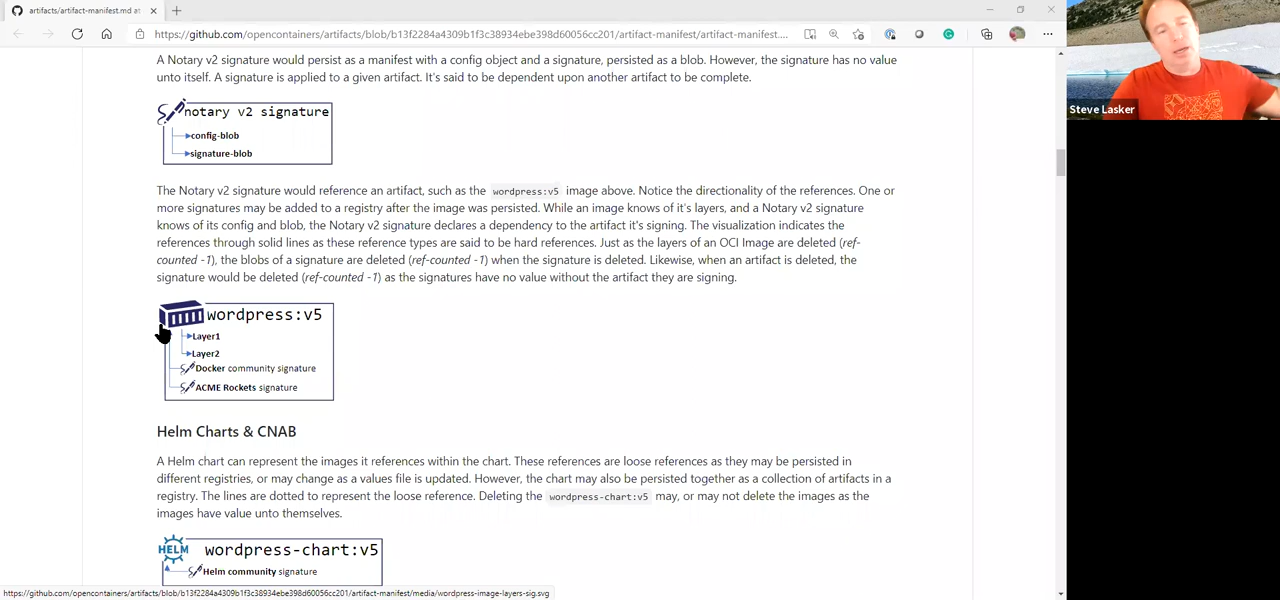 artifacts/artifact-manifest.md at
https://github.com/opencontainers/artifacts/blob/b13f2284a4309b1f3c38934ebe398d60056cc201/artifact-manifest/artifact-manifest....
A Notary v2 signature would persist as a manifest with a config object and a signature, persisted as a blob. However, the signature has no value
unto itself. A signature is applied to a given artifact. It's said to be dependent upon another artifact to be complete.
notary v2 signature
config-blob
signature-blob
The Notary v2 signature would reference an artifact, such as the wordpress:v5 image above. Notice the directionality of the references. One or
more signatures may be added to a registry after the image was persisted. While an image knows of it's layers, and a Notary v2 signature
knows of its config and blob, the Notary v2 signature declares a dependency to the artifact it's signing. The visualization indicates the
references through solid lines as these reference types are said to be hard references. Just as the layers of an OCI Image are deleted (ref-
counted -1), the blobs of a signature are deleted (ref-counted -1) when the signature is deleted. Likewise, when an artifact is deleted, the
signature would be deleted (ref-counted -1) as the signatures have no value without the artifact they are signing.
wordpress:v5
Layer1
Layer2
Docker community signature
ACME Rockets signature
Helm Charts & CNAB
A Helm chart can represent the images it references within the chart. These references are loose references as they may be persisted in
different registries, or may change as a values file is updated. However, the chart may also be persisted together as a collection of artifacts in a
registry. The lines are dotted to represent the loose reference. Deleting the wordpress-chart:v5 may, or may not delete the images as the
images have value unto themselves.
HELM wordpress-chart:v5
Helm community signature
https://github.com/opencontainers/artifacts/blob/b13f2284a4309b1f3c38934ebe398d60056cc201/artifact-manifest/media/wordpress-image-layers-sig.svg
Steve Lasker